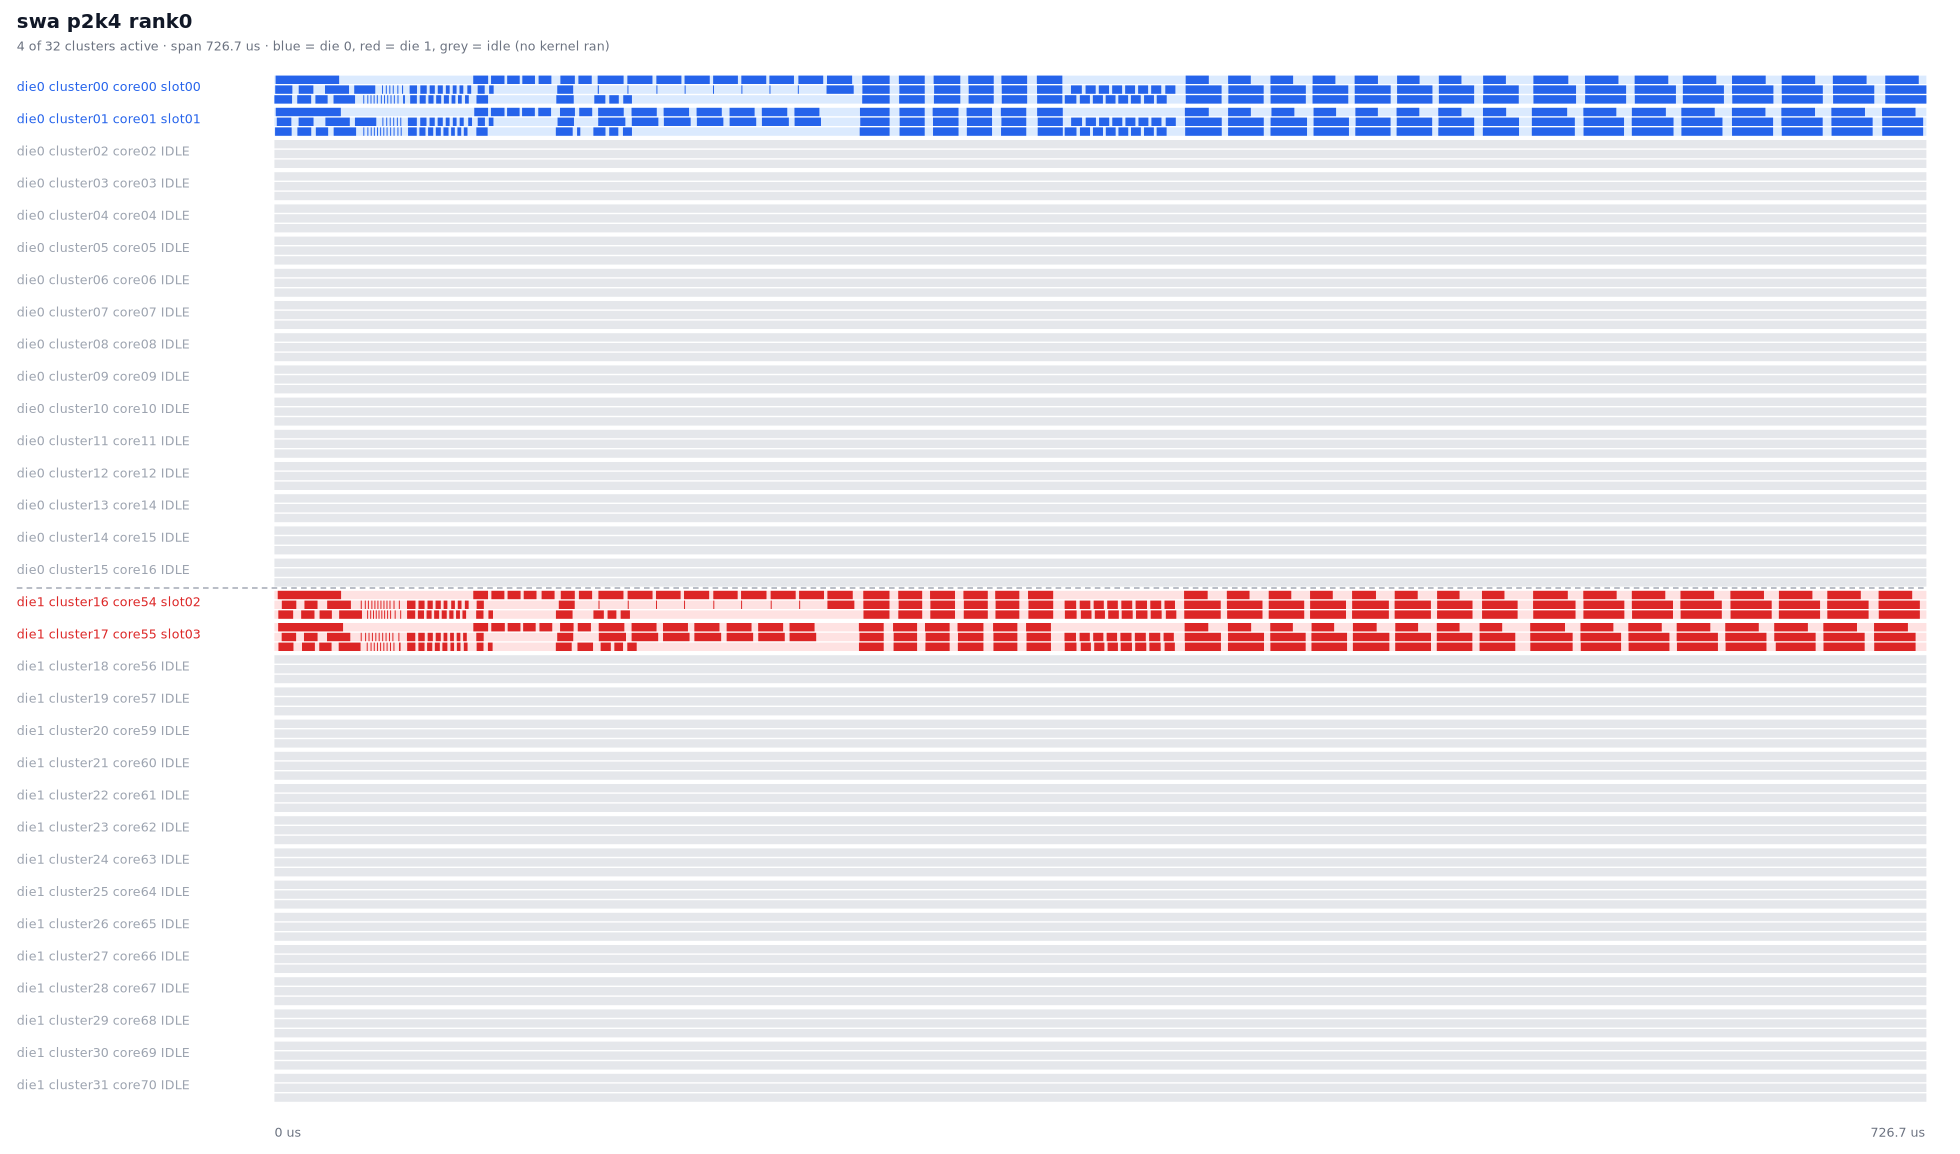 swa p2k4 rank0
4 of 32 clusters active · span 726.7 us · blue = die 0, red = die 1, grey = idle (no kernel ran)
die0 cluster00 core00 slot00
die0 cluster01 core01 slot01
die0 cluster02 core02 IDLE
die0 cluster03 core03 IDLE
die0 cluster04 core04 IDLE
die0 cluster05 core05 IDLE
die0 cluster06 core06 IDLE
die0 cluster07 core07 IDLE
die0 cluster08 core08 IDLE
die0 cluster09 core09 IDLE
die0 cluster10 core10 IDLE
die0 cluster11 core11 IDLE
die0 cluster12 core12 IDLE
die0 cluster13 core14 IDLE
die0 cluster14 core15 IDLE
die0 cluster15 core16 IDLE
die1 cluster16 core54 slot02
die1 cluster17 core55 slot03
die1 cluster18 core56 IDLE
die1 cluster19 core57 IDLE
die1 cluster20 core59 IDLE
die1 cluster21 core60 IDLE
die1 cluster22 core61 IDLE
die1 cluster23 core62 IDLE
die1 cluster24 core63 IDLE
die1 cluster25 core64 IDLE
die1 cluster26 core65 IDLE
die1 cluster27 core66 IDLE
die1 cluster28 core67 IDLE
die1 cluster29 core68 IDLE
die1 cluster30 core69 IDLE
die1 cluster31 core70 IDLE
0 us
726.7 us